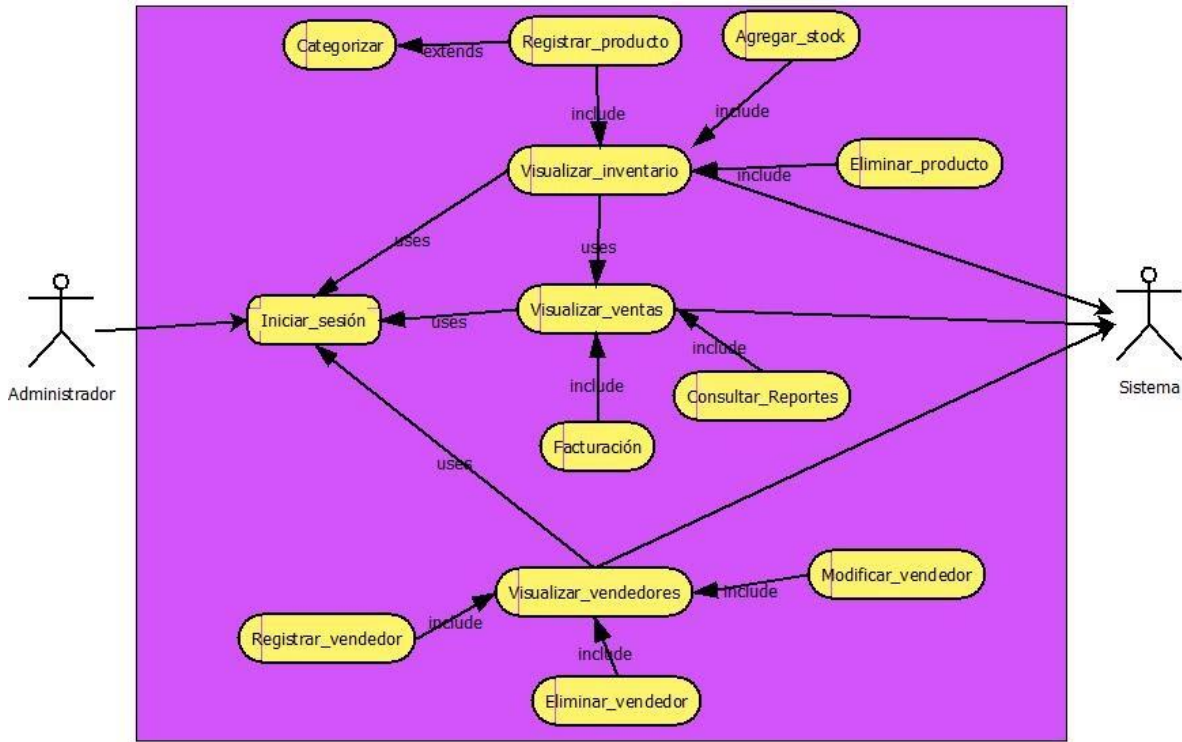 Categorizar
extends
Registrar_producto
Agregar_stock
include
include
Visualizar_inventario
include
Eliminar_producto
uses
uses
Administrador
Iniciar_sesión
uses
Visualizar_ventas
include
Sistema
include
Consultar_Reportes
Facturación
uses
Visualizar_vendedores
include
Modificar_vendedor
Registrar_vendedor
include
include
Eliminar_vendedor